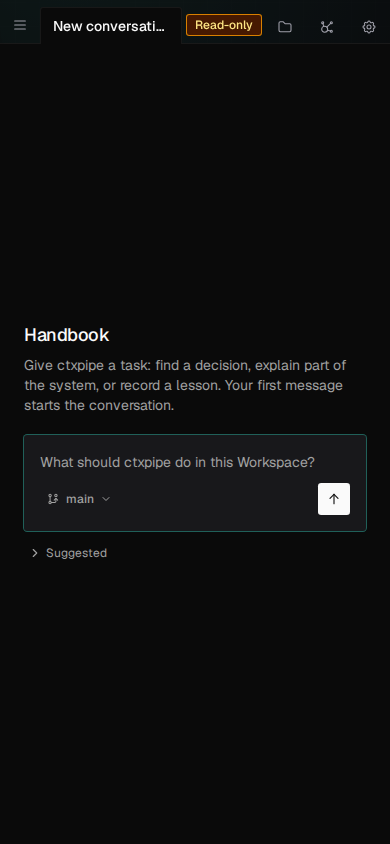 New conversati...
Read-only
Handbook
Give ctxpipe a task: find a decision, explain part of
the system, or record a lesson. Your first message
starts the conversation.
What should ctxpipe do in this Workspace?
main
Suggested